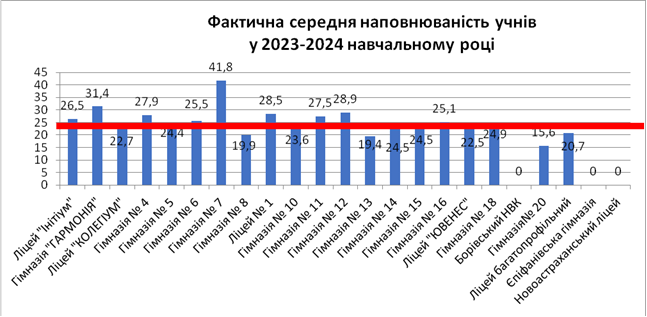 Фактична середня наповнюваність учнів
у 2023-2024 навчальному році
45
40
35
30
25
20
15
10
5
0
26,5
31,4
22,7
27,9
24,4
25,5
41,8
19,9
28,5
23,6
27,5
28,9
19,4
24,5
24,5
25,1
22,5
24,9
0
15,6
20,7
0
0
Ліцей "Інітіум"
Гімназія "ГАРМОНІЯ"
Ліцей "КОЛЕГІУМ"
Гімназія № 4
Гімназія № 5
Гімназія № 6
Гімназія № 7
Гімназія № 8
Ліцей № 1
Гімназія № 10
Гімназія № 11
Гімназія № 12
Гімназія № 13
Гімназія № 14
Гімназія № 15
Гімназія № 16
Ліцей "ЮВЕНЕС"
Гімназія № 18
Борівський НВК
Гімназія№ 20
Ліцей багатопрофільний
Єпіфанівська гімназія
Новоастраханський ліцей